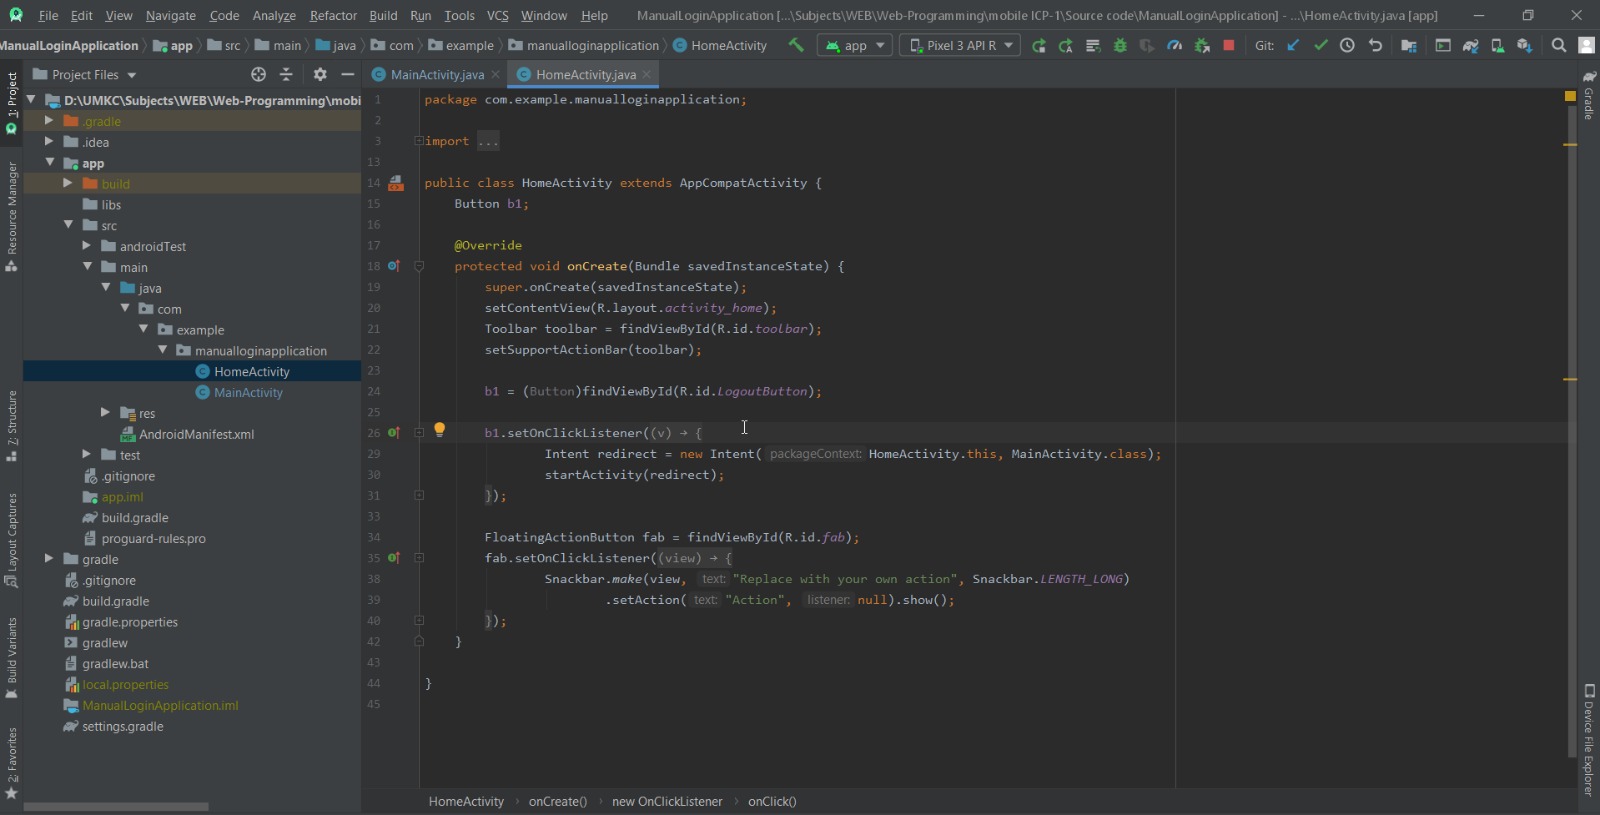 File Edit View Navigate Code Analyze Refactor Build Run Tools VCS Window Help ManualLoginApplication [...\Subjects\WEB\Web-Programming\mobile ICP-1\Source code\ManualLoginApplication] - ...\HomeActivity.java [app]
ManualLoginApplication app src main java com example manualloginapplication HomeActivity app Pixel 3 API R Git:
Project Files
MainActivity.java HomeActivity.java
1: Project
Resource Manager
Z: Structure
Layout Captures
Build Variants
2: Favorites
D:\UMKC\Subjects\WEB\Web-Programming\mobi
.gradle
.idea
app
build
libs
src
androidTest
main
java
com
example
manualloginapplication
HomeActivity
MainActivity
res
AndroidManifest.xml
test
.gitignore
app.iml
build.gradle
proguard-rules.pro
gradle
.gitignore
build.gradle
gradle.properties
gradlew
gradlew.bat
local.properties
ManualLoginApplication.iml
settings.gradle
1 package com.example.manualloginapplication;
2
3 import ...
13
14 public class HomeActivity extends AppCompatActivity {
15 Button b1;
16
17 @Override
18 protected void onCreate(Bundle savedInstanceState) {
19 super.onCreate(savedInstanceState);
20 setContentView(R.layout.activity_home);
21 Toolbar toolbar = findViewById(R.id.toolbar);
22 setSupportActionBar(toolbar);
23
24 b1 = (Button)findViewById(R.id.LogoutButton);
25
26 b1.setOnClickListener((v) → {
29 Intent redirect = new Intent( packageContext: HomeActivity.this, MainActivity.class);
30 startActivity(redirect);
31 });
33
34 FloatingActionButton fab = findViewById(R.id.fab);
35 fab.setOnClickListener((view) → {
38 Snackbar.make(view, text: "Replace with your own action", Snackbar.LENGTH_LONG)
39 .setAction( text: "Action", listener: null).show();
40 });
42 }
43
44 }
45
HomeActivity › onCreate() › new OnClickListener › onClick()
Gradle
Device File Explorer